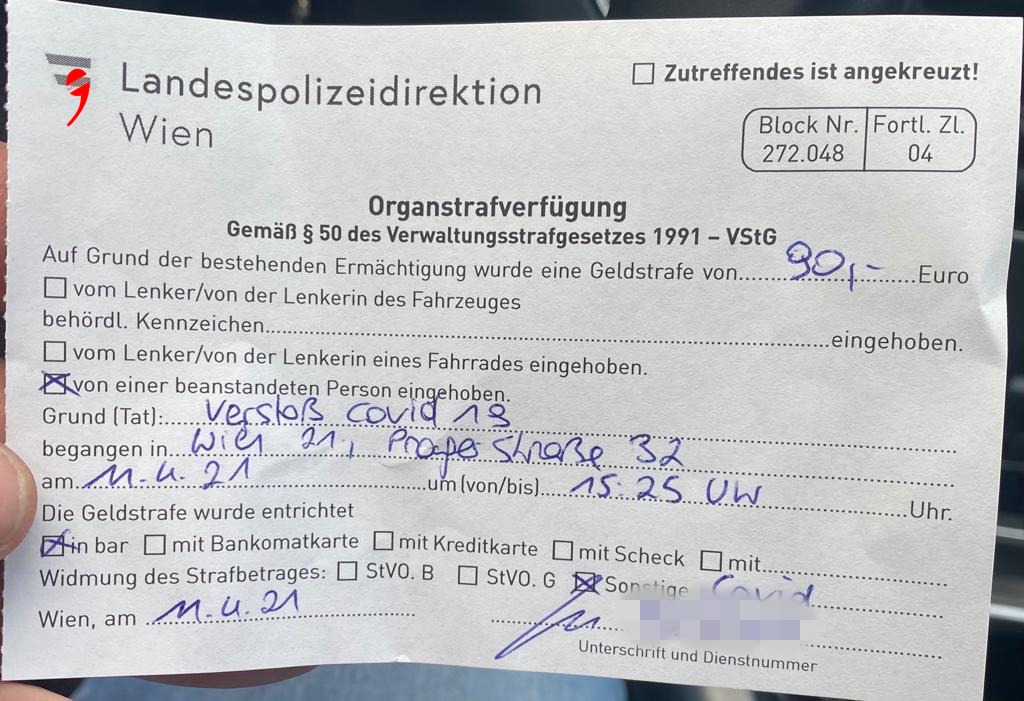 Landespolizeidirektion
Wien
☐ Zutreffendes ist angekreuzt!
Block Nr. Fortl. Zl.
272.048 04
Organstrafverfügung
Gemäß § 50 des Verwaltungsstrafgesetzes 1991 – VStG
Auf Grund der bestehenden Ermächtigung wurde eine Geldstrafe von 90,- Euro
☐ vom Lenker/von der Lenkerin des Fahrzeuges
behördl. Kennzeichen eingehoben.
☐ vom Lenker/von der Lenkerin eines Fahrrades eingehoben.
☒ von einer beanstandeten Person eingehoben.
Grund (Tat): Verstoß Covid 19
begangen in Wien 21, Prager Straße 32
am 11.4.21 um (von/bis) 15:25 Uhr.
Die Geldstrafe wurde entrichtet
☒ in bar ☐ mit Bankomatkarte ☐ mit Kreditkarte ☐ mit Scheck ☐ mit
Widmung des Strafbetrages: ☐ StVO. B ☐ StVO. G ☒ Sonstige Covid
Wien, am 11.4.21
Unterschrift und Dienstnummer